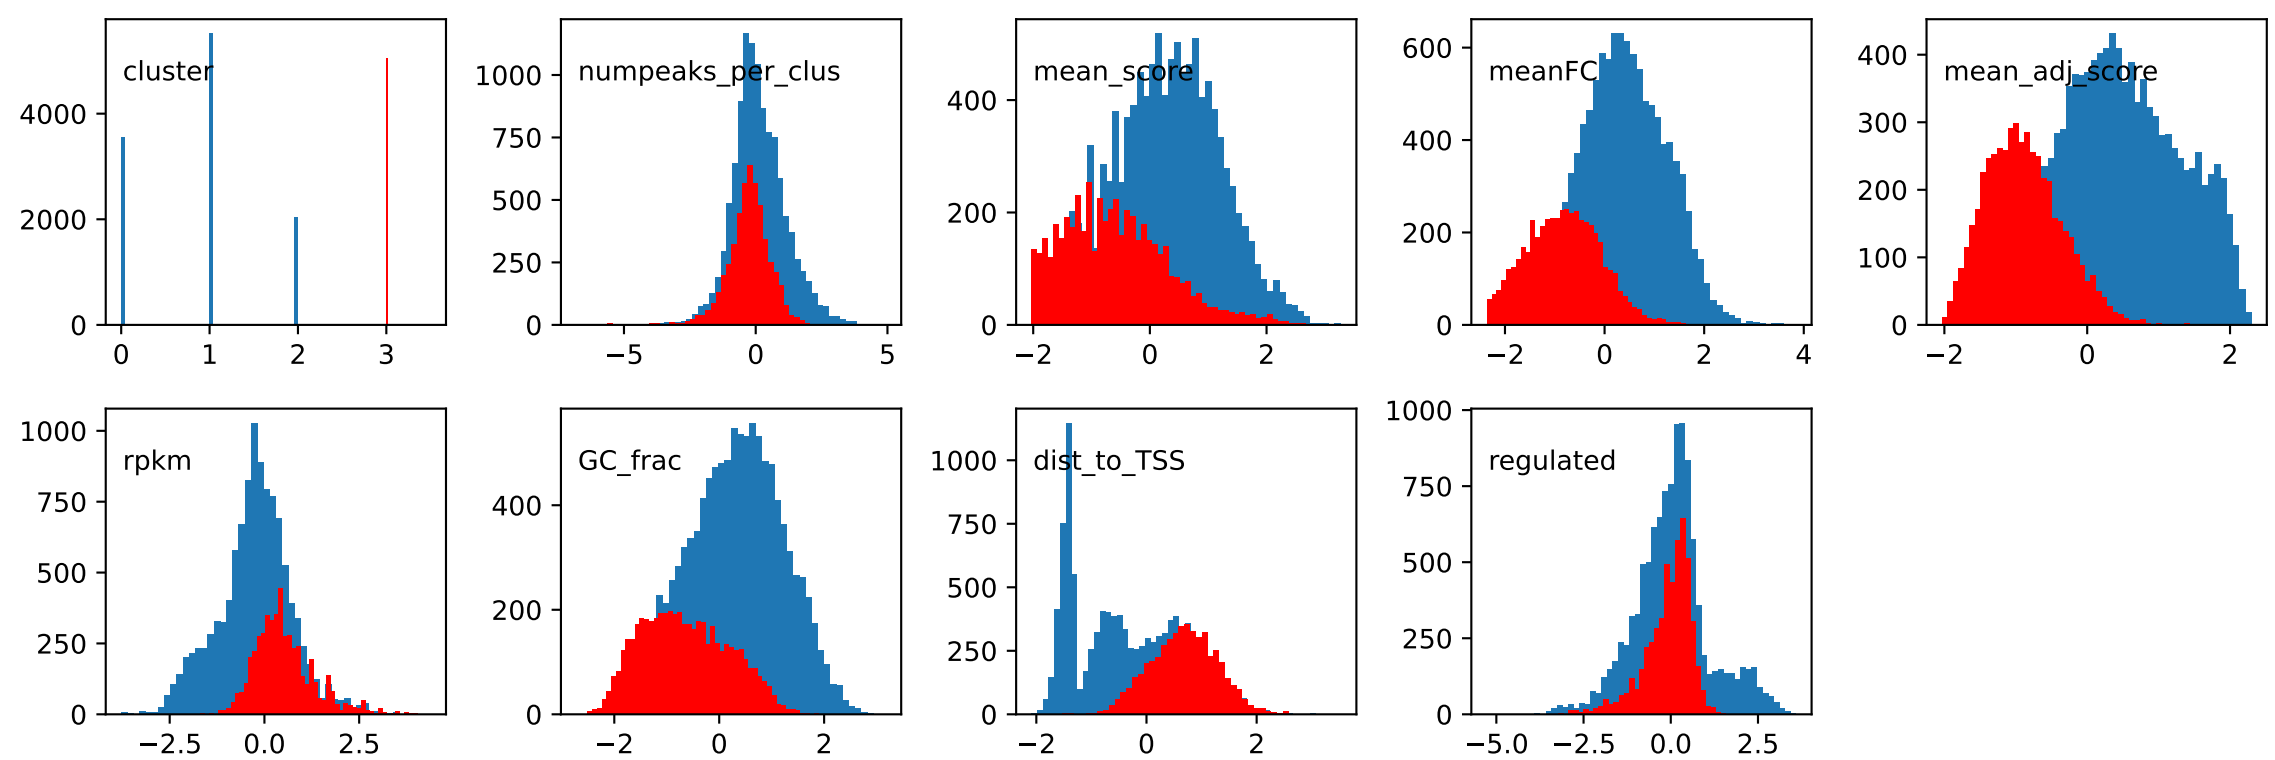 cluster
0
2000
4000
0 1 2 3
numpeaks_per_clus
0
250
500
750
1000
−5 0 5
mean_score
0
200
400
−2 0 2
meanFC
0
200
400
600
−2 0 2 4
mean_adj_score
0
100
200
300
400
−2 0 2
rpkm
0
250
500
750
1000
−2.5 0.0 2.5
GC_frac
0
200
400
−2 0 2
dist_to_TSS
0
250
500
750
1000
−2 0 2
regulated
0
250
500
750
1000
−5.0 −2.5 0.0 2.5